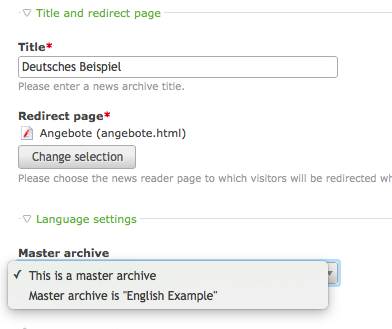 Title and redirect page
Title*
Deutsches Beispiel
Please enter a news archive title.
Redirect page*
Angebote (angebote.html)
Change selection
Please choose the news reader page to which visitors will be redirected
Language settings
Master archive
✓ This is a master archive
Master archive is "English Example"